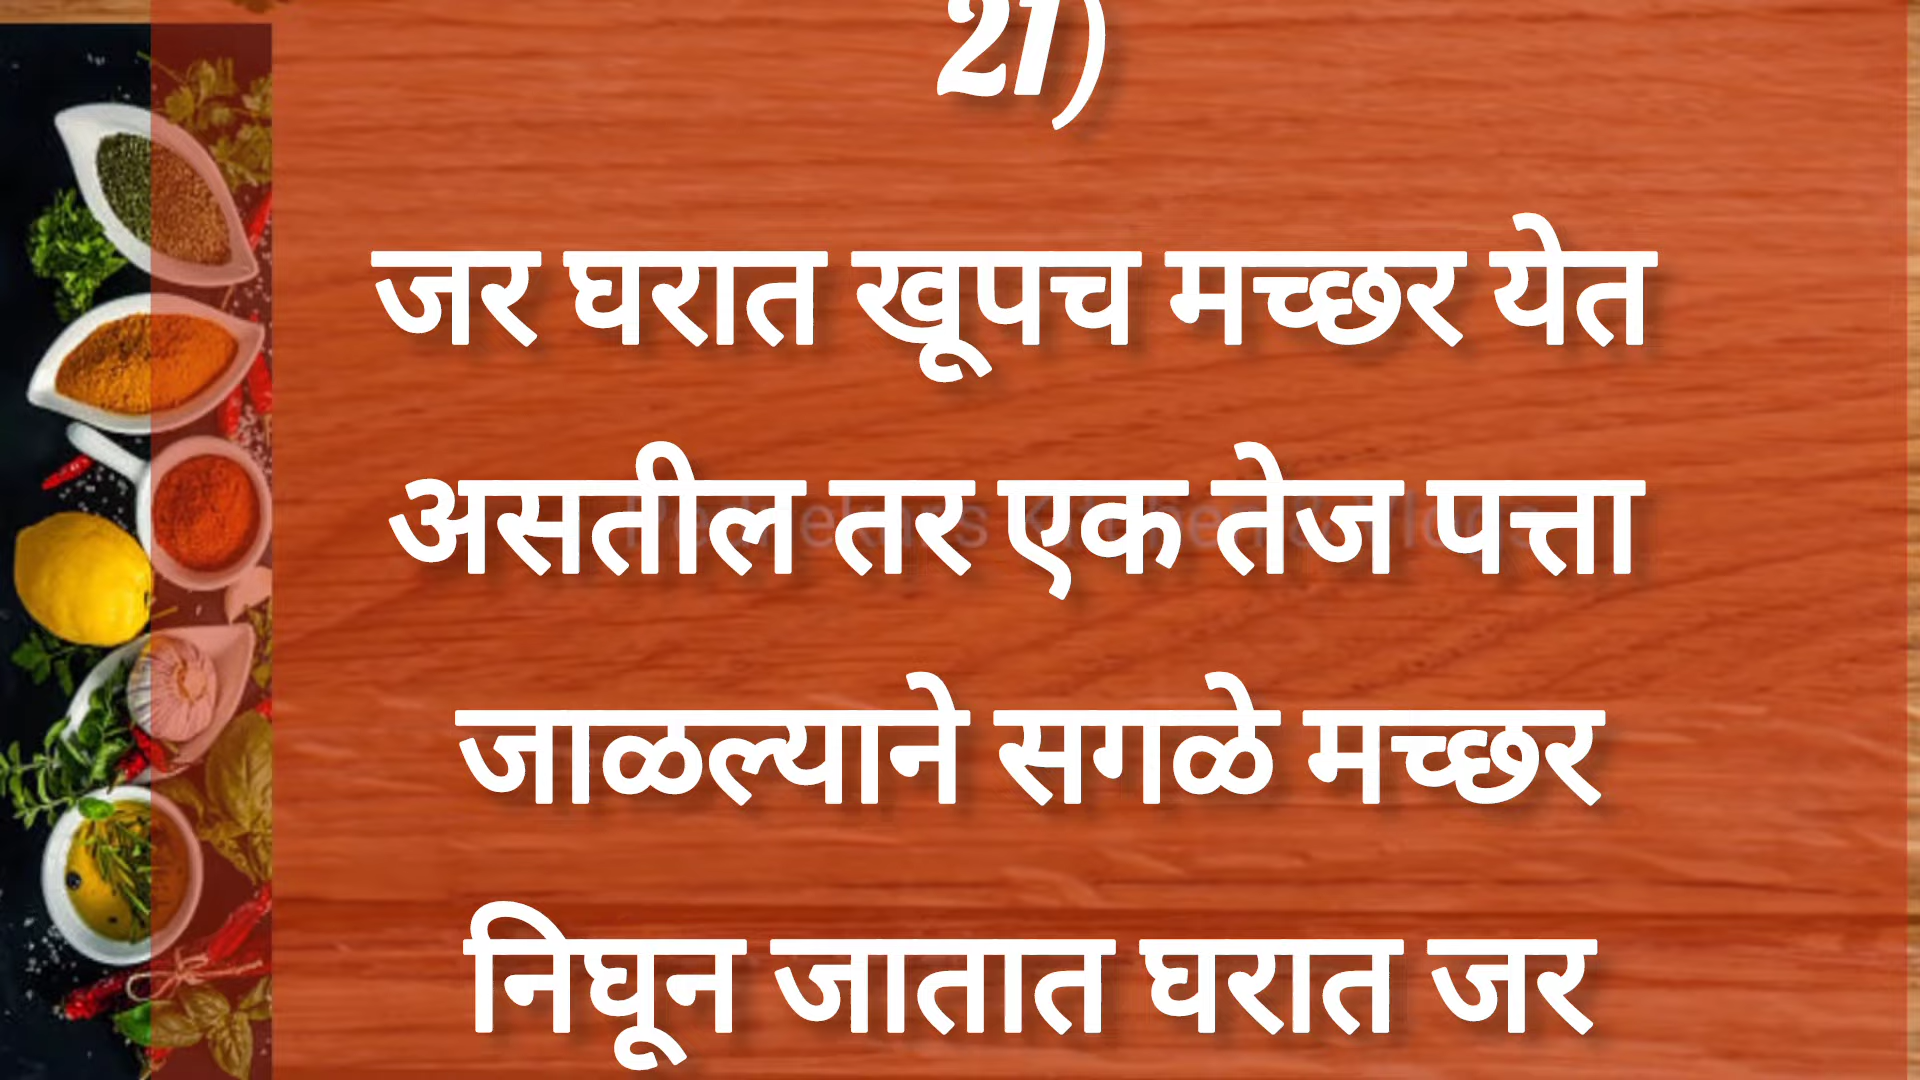 21)
जर घरात खूपच मच्छर येत
असतील तर एक तेज पत्ता
जाळल्याने सगळे मच्छर
निघून जातात घरात जर